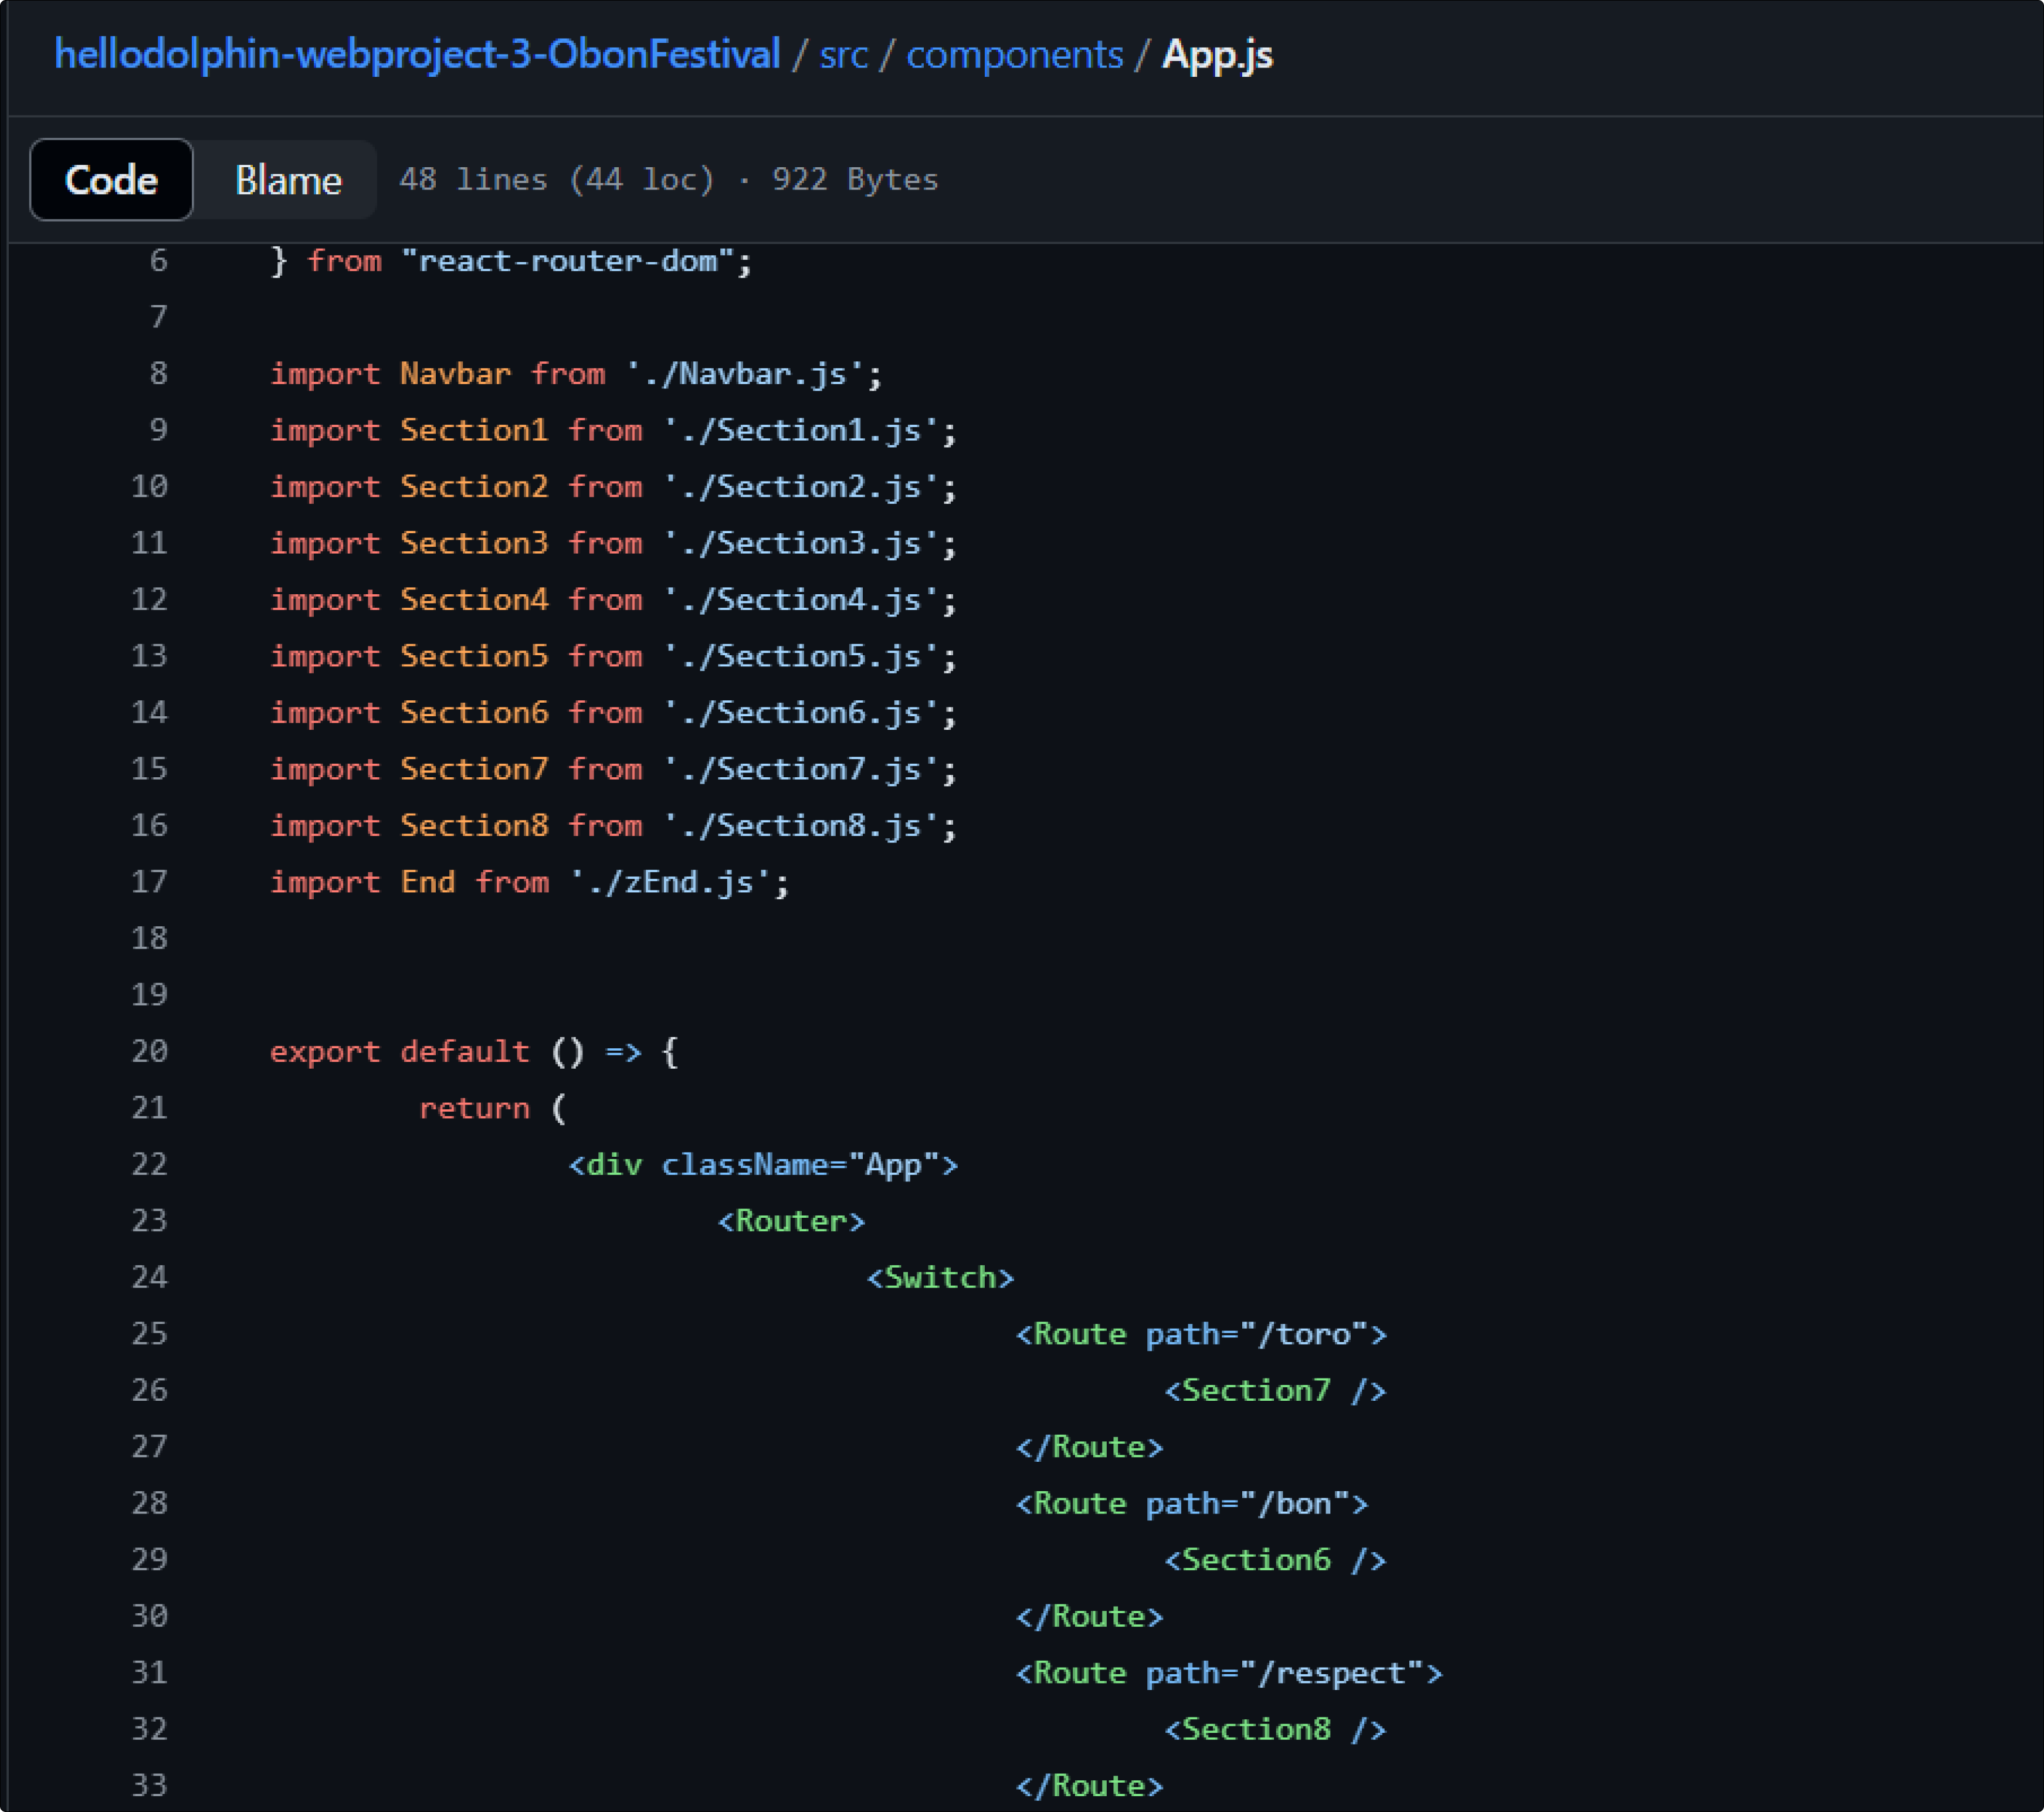 hellodolphin-webproject-3-ObonFestival / src / components / App.js
Code Blame 48 lines (44 loc) · 922 Bytes
6 } from "react-router-dom";
7
8 import Navbar from './Navbar.js';
9 import Section1 from './Section1.js';
10 import Section2 from './Section2.js';
11 import Section3 from './Section3.js';
12 import Section4 from './Section4.js';
13 import Section5 from './Section5.js';
14 import Section6 from './Section6.js';
15 import Section7 from './Section7.js';
16 import Section8 from './Section8.js';
17 import End from './zEnd.js';
18
19
20 export default () => {
21 return (
22 <div className="App">
23 <Router>
24 <Switch>
25 <Route path="/toro">
26 <Section7 />
27 </Route>
28 <Route path="/bon">
29 <Section6 />
30 </Route>
31 <Route path="/respect">
32 <Section8 />
33 </Route>